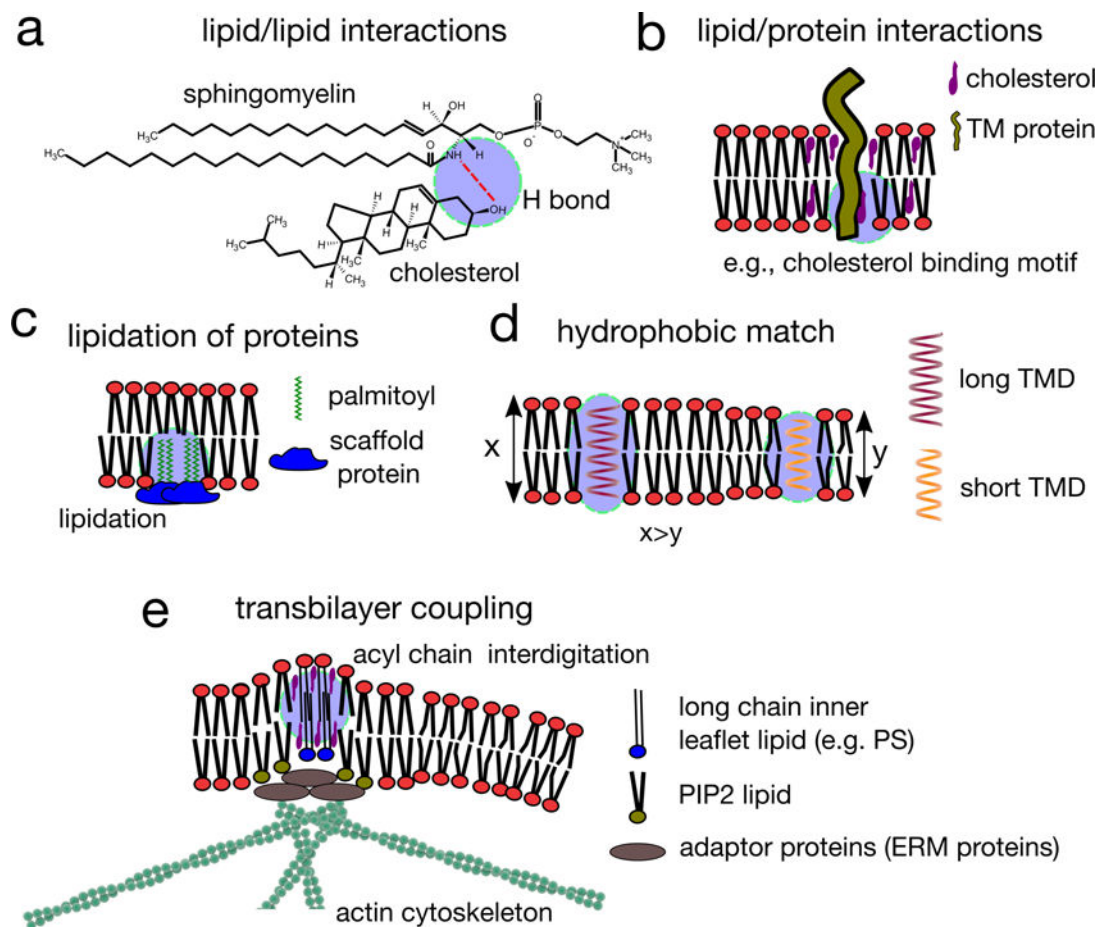 a
lipid/lipid interactions
sphingomyelin
H
OH
O
H₃C
O
P
O
O⁻
N⁺
CH₃
CH₃
CH₃
H₃C
O
NH
H
H bond
OH
H
H
H
H
CH₃
H₃C
CH₃
CH₃
CH₃
H
cholesterol
b
lipid/protein interactions
cholesterol
TM protein
e.g., cholesterol binding motif
c
lipidation of proteins
palmitoyl
scaffold
protein
lipidation
d
hydrophobic match
x
y
x>y
long TMD
short TMD
e
transbilayer coupling
acyl chain interdigitation
long chain inner
leaflet lipid (e.g. PS)
PIP2 lipid
adaptor proteins (ERM proteins)
actin cytoskeleton